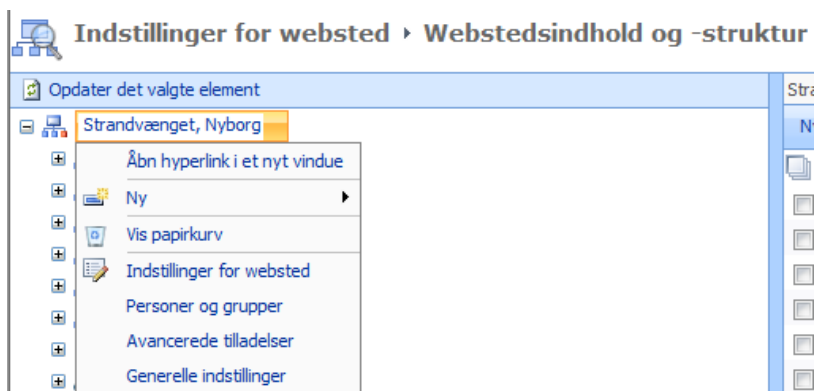 Indstillinger for websted ▸ Webstedsindhold og -struktur
Opdater det valgte element
Strandvænget, Nyborg
Åbn hyperlink i et nyt vindue
Ny
Vis papirkurv
Indstillinger for websted
Personer og grupper
Avancerede tilladelser
Generelle indstillinger